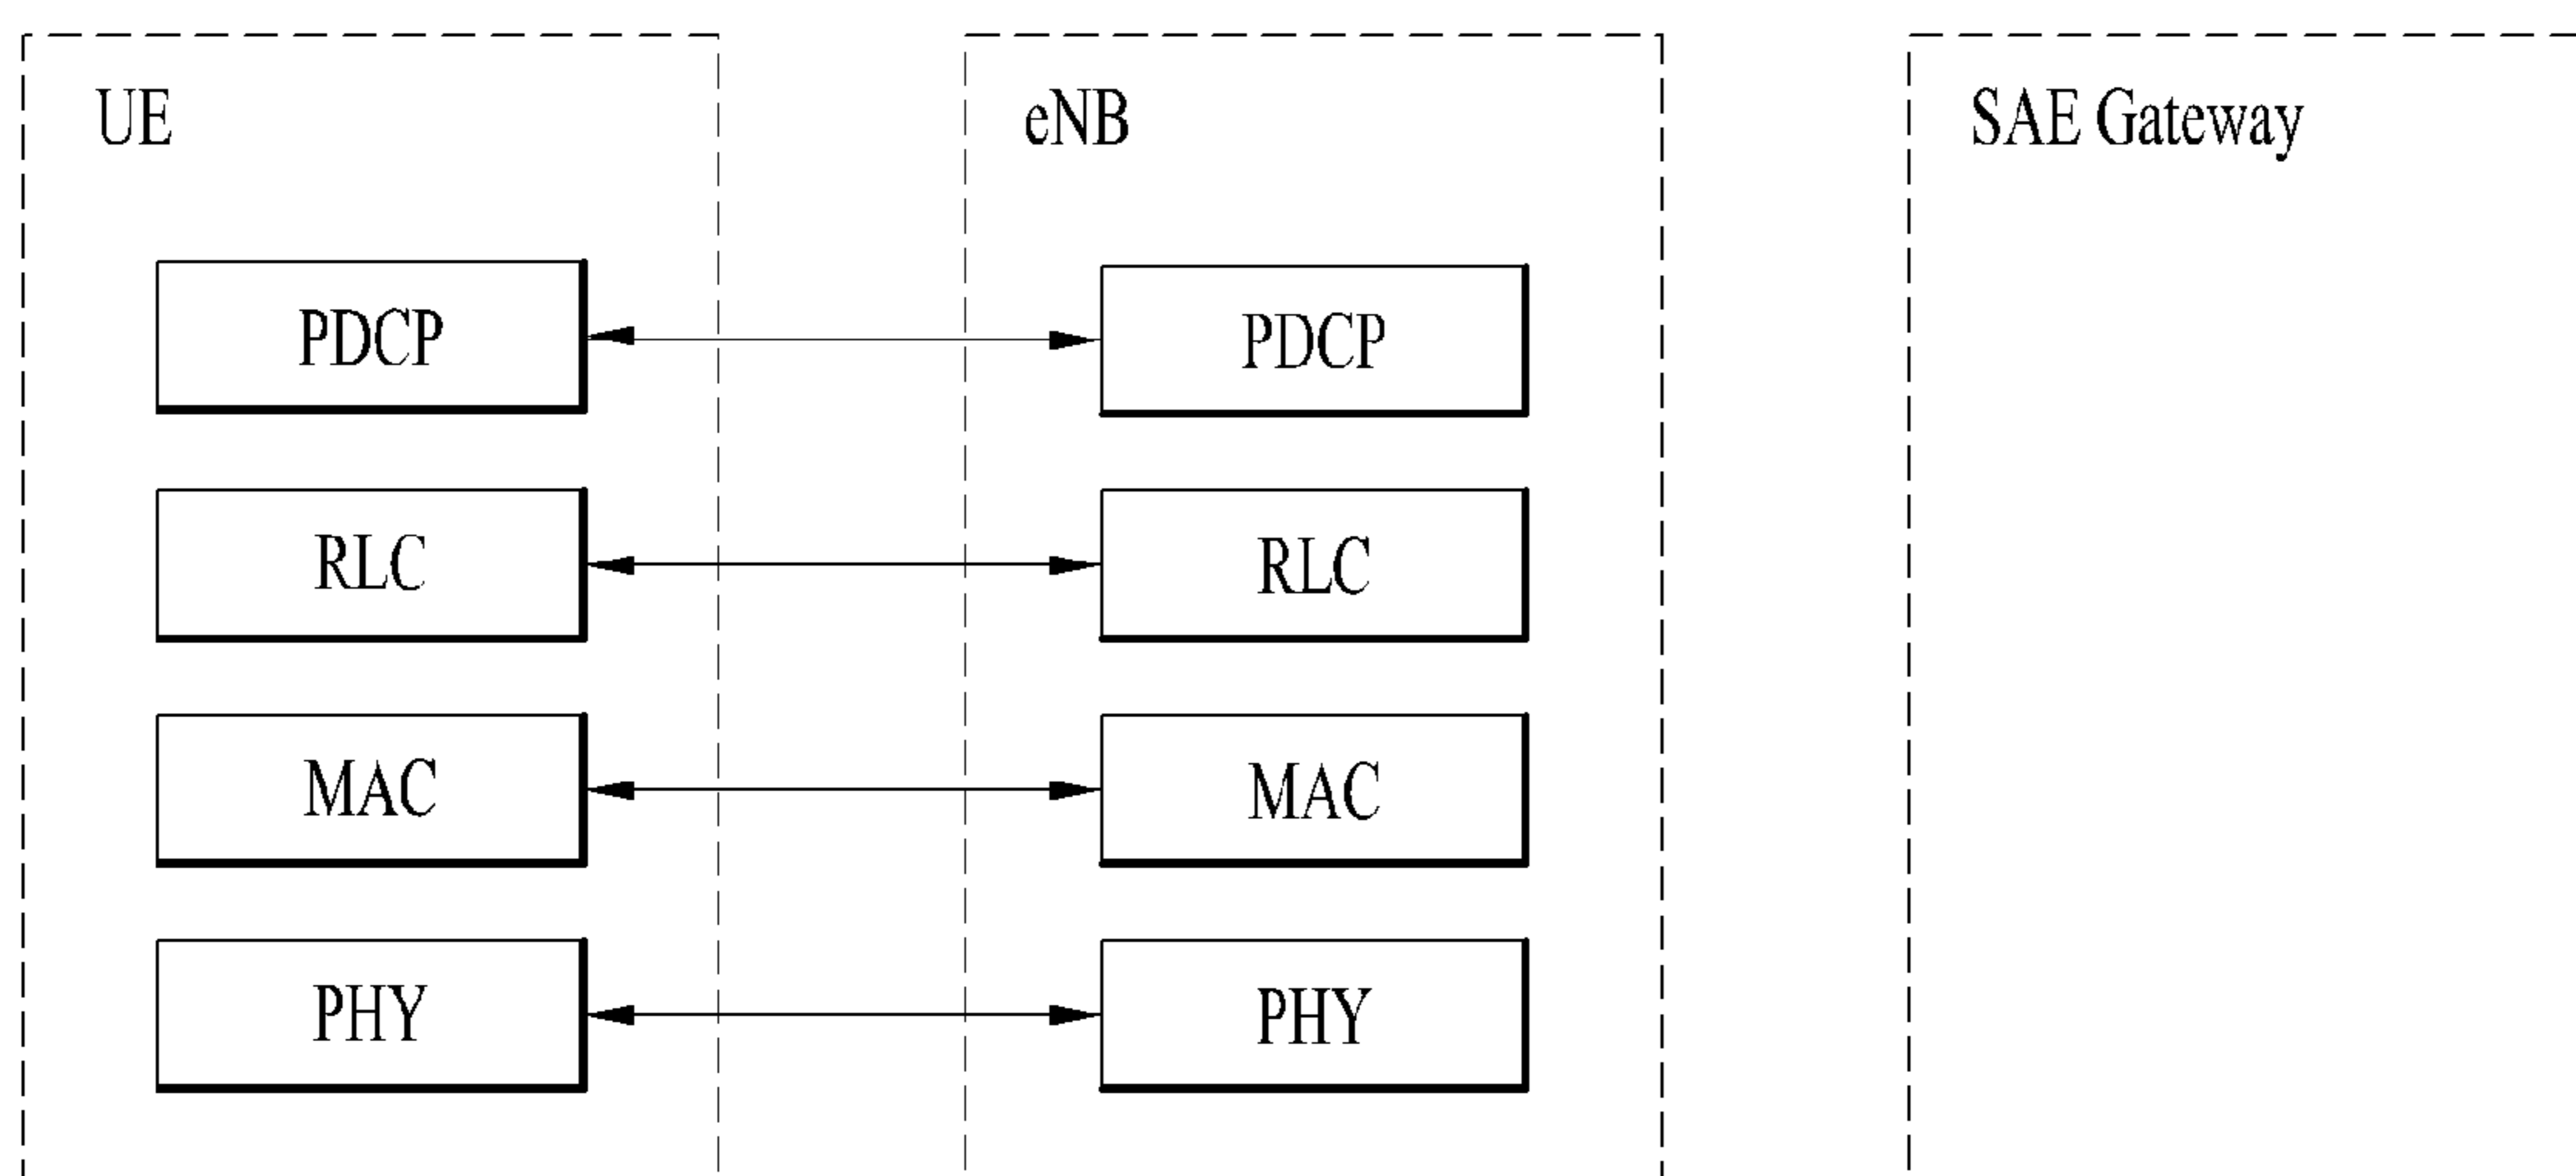 UE
eNB
SAE Gateway
PDCP
PDCP
RLC
RLC
MAC
MAC
PHY
PHY